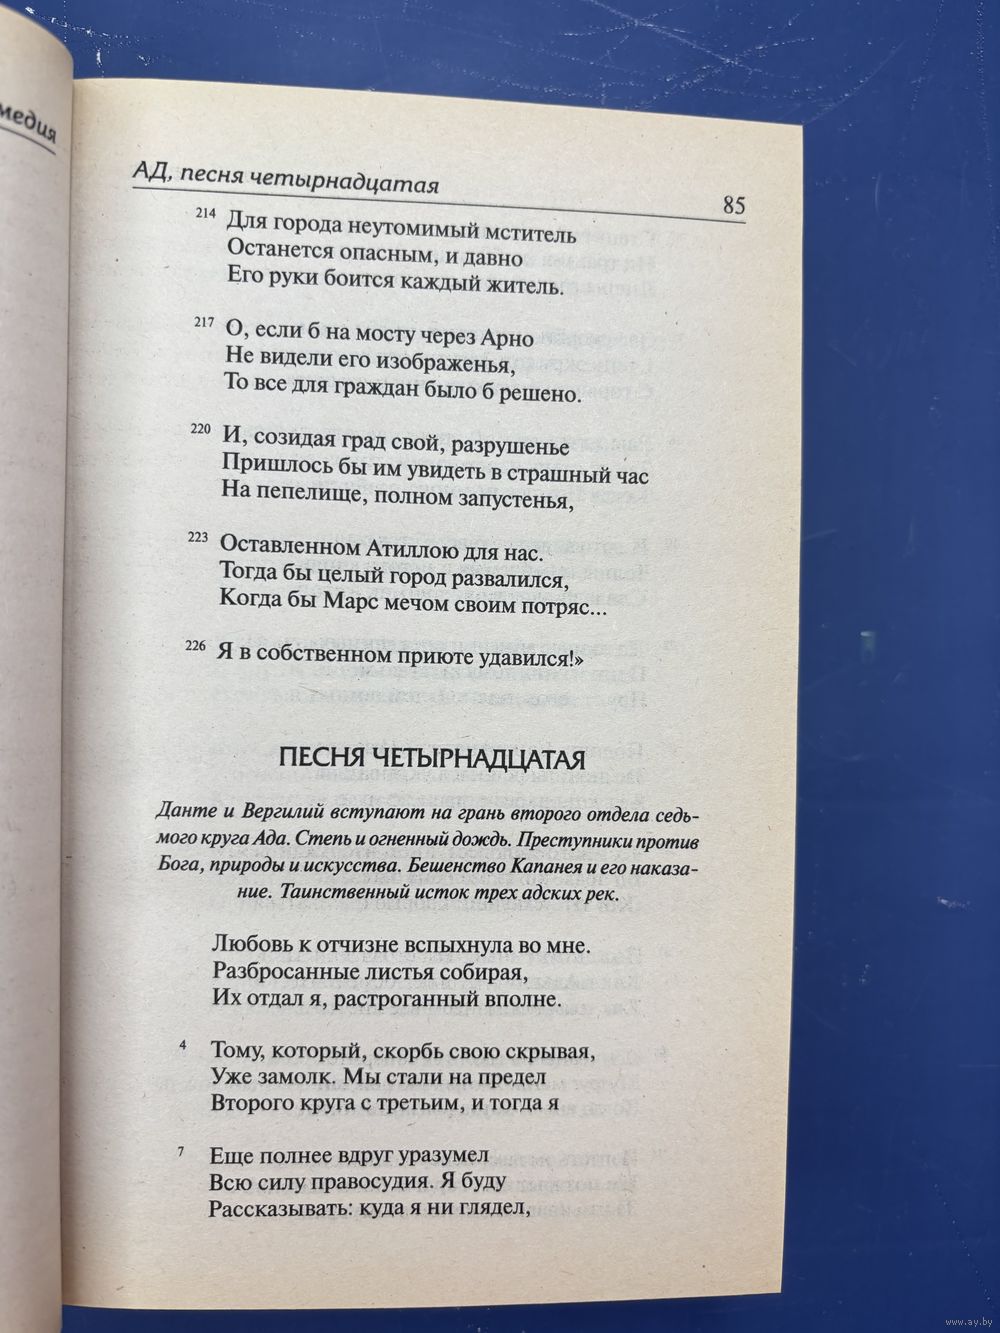 медия
АД, песня четырнадцатая
85
214 Для города неутомимый мститель
Останется опасным, и давно
Его руки боится каждый житель.
217 О, если б на мосту через Арно
Не видели его изображенья,
То все для граждан было б решено.
220 И, созидая град свой, разрушенье
Пришлось бы им увидеть в страшный час
На пепелище, полном запустенья,
223 Оставленном Атиллою для нас.
Тогда бы целый город развалился,
Когда бы Марс мечом своим потряс...
226 Я в собственном приюте удавился!»
ПЕСНЯ ЧЕТЫРНАДЦАТАЯ
Данте и Вергилий вступают на грань второго отдела седь-
мого круга Ада. Степь и огненный дождь. Преступники против
Бога, природы и искусства. Бешенство Капанея и его наказа-
ние. Таинственный исток трех адских рек.
Любовь к отчизне вспыхнула во мне.
Разбросанные листья собирая,
Их отдал я, растроганный вполне.
4 Тому, который, скорбь свою скрывая,
Уже замолк. Мы стали на предел
Второго круга с третьим, и тогда я
7 Еще полнее вдруг уразумел
Всю силу правосудия. Я буду
Рассказывать: куда я ни глядел,
www.ay.by